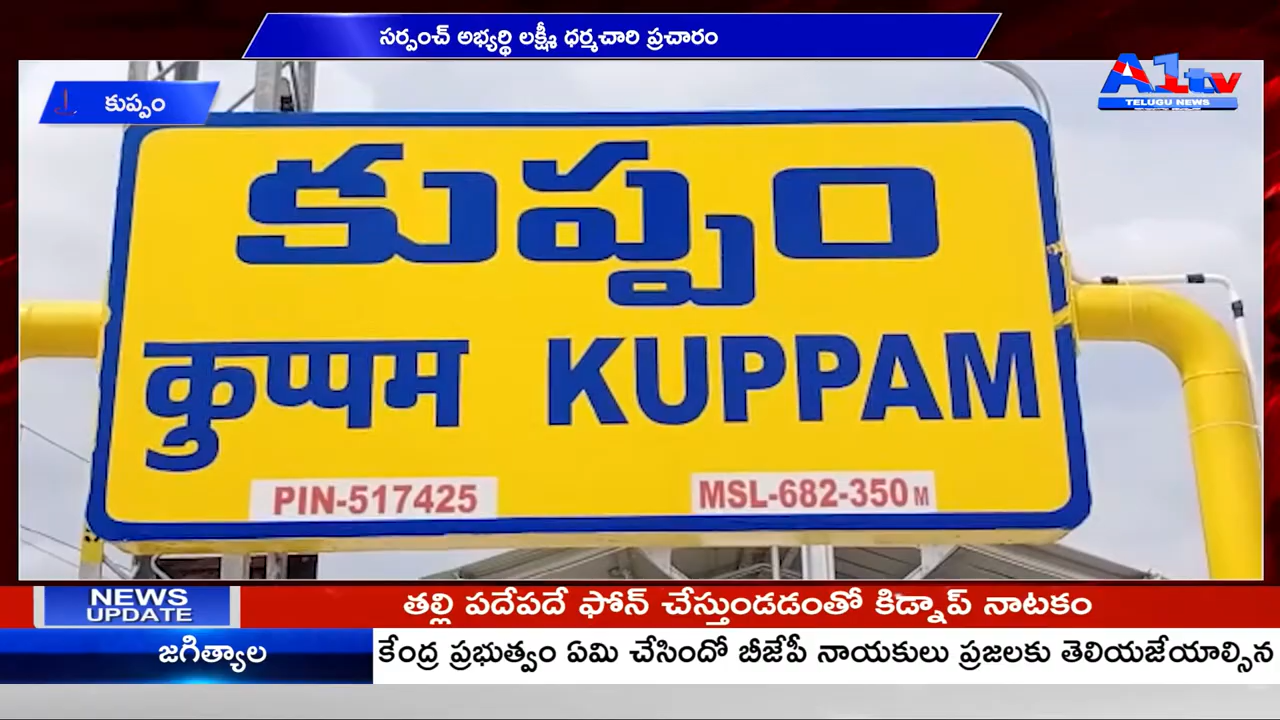 సర్పంచ్ అభ్యర్థి లక్ష్మీ ధర్మచారి ప్రచారం
A1tv
TELUGU NEWS
కుప్పం
కుప్పం
कुप्पम KUPPAM
PIN-517425 MSL-682-350 M
NEWS UPDATE
తల్లి పదేపదే ఫోన్ చేస్తుండడంతో కిడ్నాప్ నాటకం
జగిత్యాల
కేంద్ర ప్రభుత్వం ఏమి చేసిందో బీజేపీ నాయకులు ప్రజలకు తెలియజేయాల్సిన